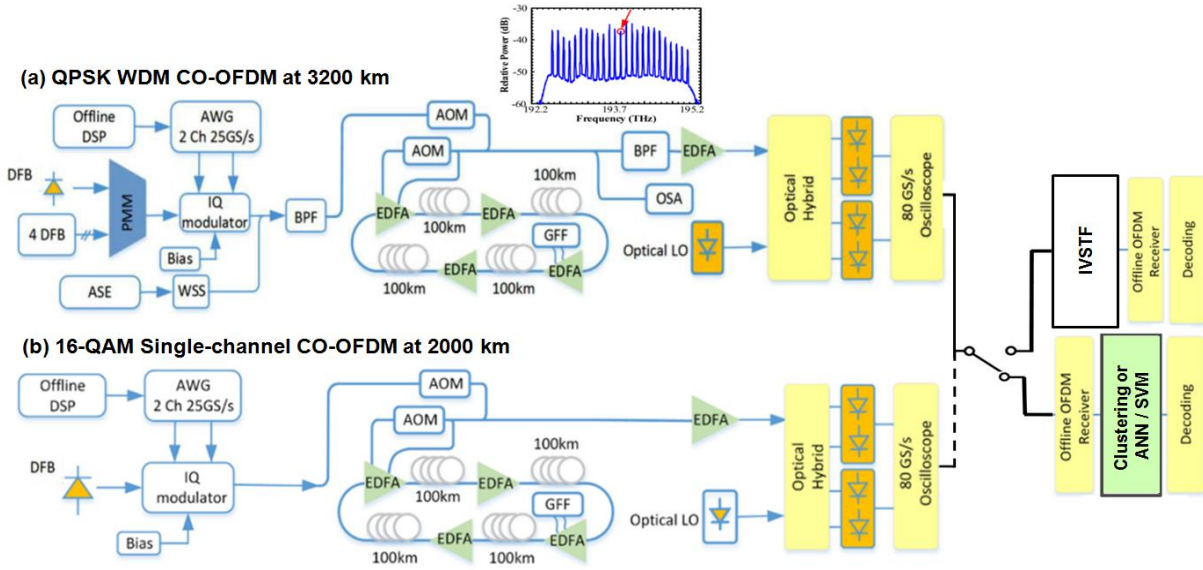 -30
-40
-50
-60
Relative Power (dB)
192.2
193.7
195.2
Frequency (THz)
(a) QPSK WDM CO-OFDM at 3200 km
Offline
DSP
AWG
2 Ch 25GS/s
DFB
4 DFB
PMM
IQ
modulator
Bias
ASE
WSS
BPF
AOM
AOM
EDFA
100km
EDFA
100km
GFF
EDFA
100km
EDFA
100km
BPF
EDFA
OSA
Optical LO
Optical
Hybrid
80 GS/s
Oscilloscope
IVSTF
Offline OFDM
Receiver
Decoding
(b) 16-QAM Single-channel CO-OFDM at 2000 km
Offline
DSP
AWG
2 Ch 25GS/s
DFB
IQ
modulator
Bias
AOM
AOM
EDFA
100km
EDFA
100km
GFF
EDFA
100km
EDFA
100km
EDFA
Optical LO
Optical
Hybrid
80 GS/s
Oscilloscope
Offline OFDM
Receiver
Clustering or
ANN / SVM
Decoding